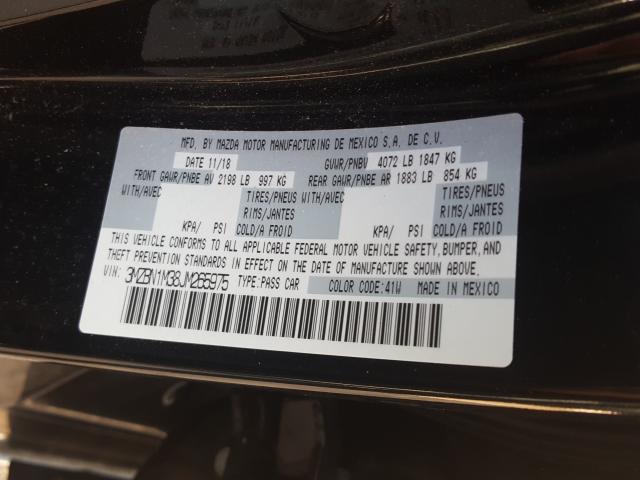 MFD. BY MAZDA MOTOR MANUFACTURING DE MEXICO S.A. DE C.V.
DATE 11/18 GVWR/PNBV 4072 LB 1847 KG
FRONT GAWR/PNBE AV 2198 LB 997 KG REAR GAWR/PNBE AR 1883 LB 854 KG
WITH/AVEC TIRES/PNEUS WITH/AVEC TIRES/PNEUS
RIMS/JANTES RIMS/JANTES
KPA/ PSI COLD/A FROID KPA/ PSI COLD/A FROID
THIS VEHICLE CONFORMS TO ALL APPLICABLE FEDERAL MOTOR VEHICLE SAFETY, BUMPER, AND
THEFT PREVENTION STANDARDS IN EFFECT ON THE DATE OF MANUFACTURE SHOWN ABOVE.
VIN: 3MZBN1M38JM265975 TYPE:PASS CAR COLOR CODE:41W MADE IN MEXICO